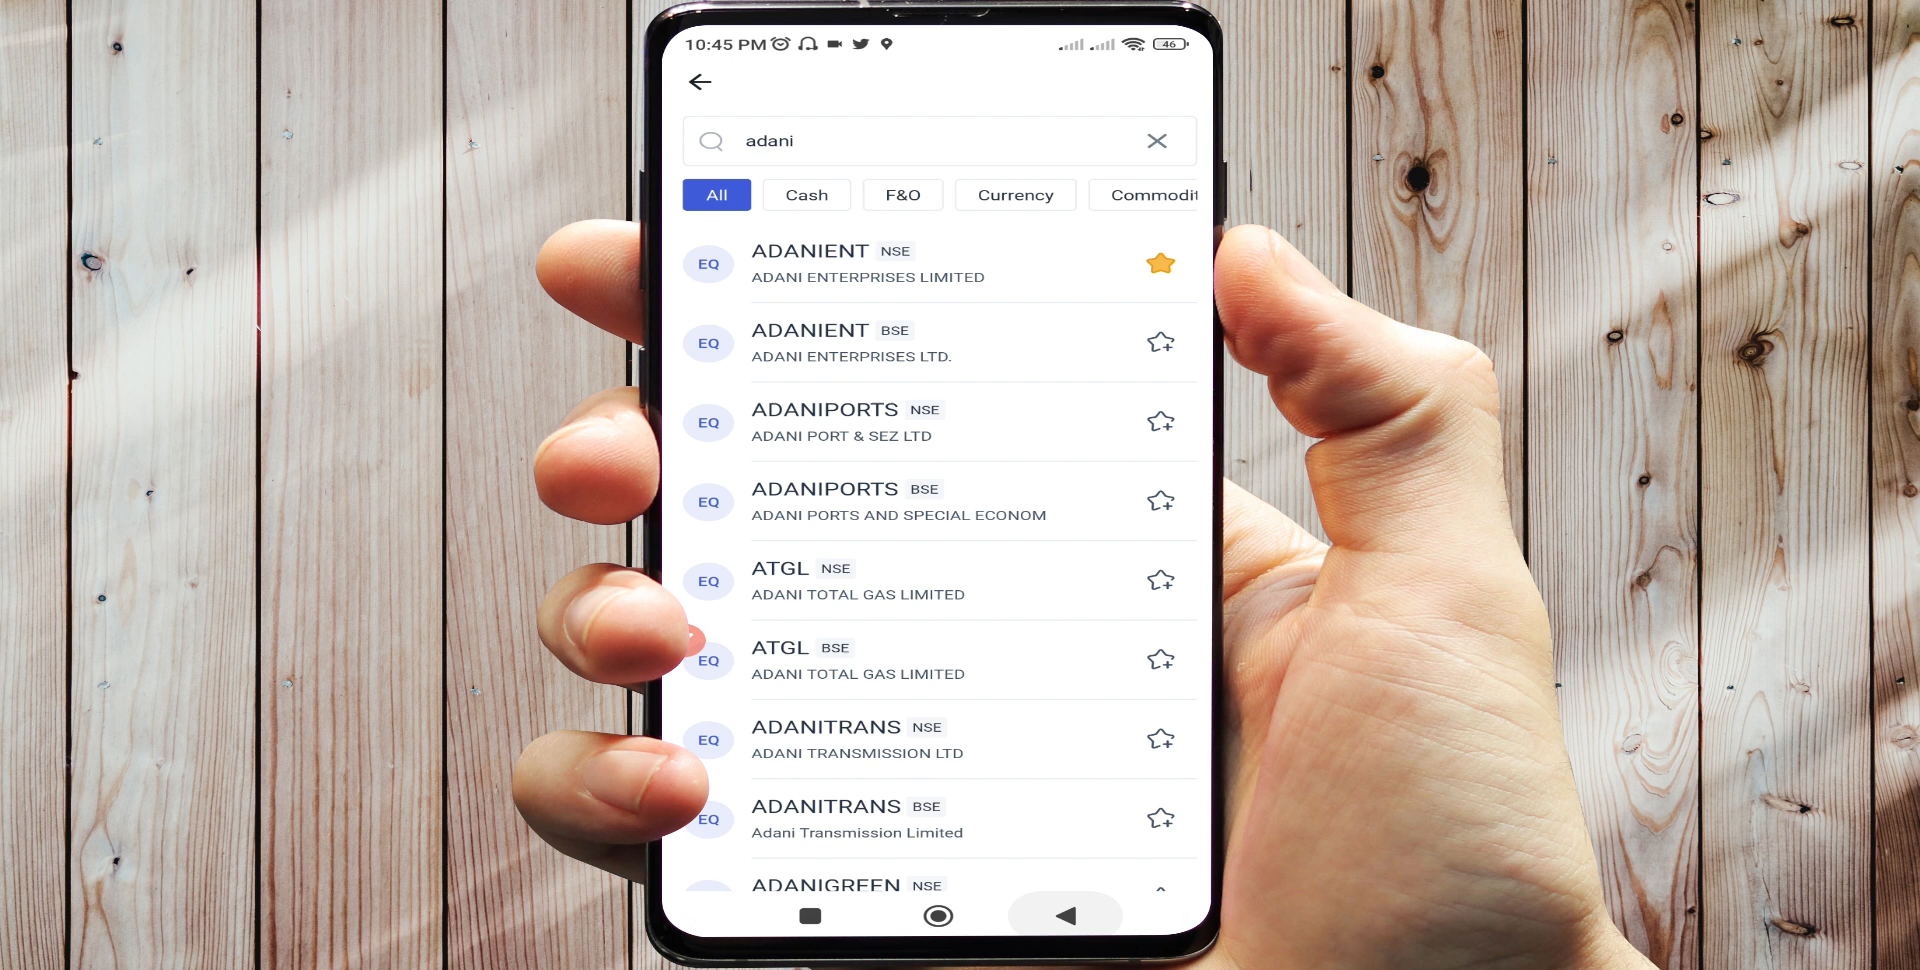 10:45 PM 46
adani
All Cash F&O Currency Commodit
EQ ADANIENT NSE
ADANI ENTERPRISES LIMITED
EQ ADANIENT BSE
ADANI ENTERPRISES LTD.
EQ ADANIPORTS NSE
ADANI PORT & SEZ LTD
EQ ADANIPORTS BSE
ADANI PORTS AND SPECIAL ECONOM
EQ ATGL NSE
ADANI TOTAL GAS LIMITED
EQ ATGL BSE
ADANI TOTAL GAS LIMITED
EQ ADANITRANS NSE
ADANI TRANSMISSION LTD
EQ ADANITRANS BSE
Adani Transmission Limited
ADANIGREEN NSE